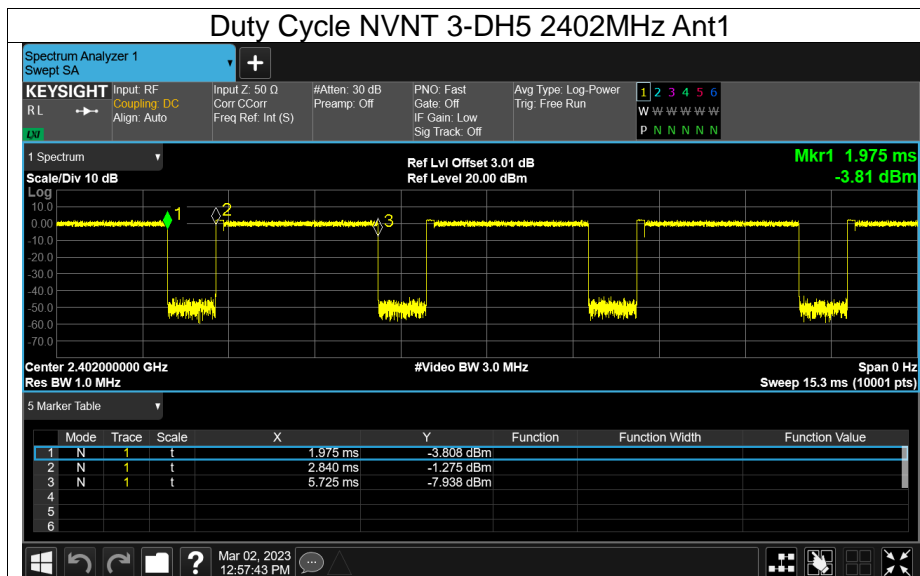 Duty Cycle NVNT 3-DH5 2402MHz Ant1
Spectrum Analyzer 1
Swept SA
+
KEYSIGHT Input: RF Input Z: 50 Ω #Atten: 30 dB PNO: Fast Avg Type: Log-Power 1 2 3 4 5 6
RL Coupling: DC Corr CCorr Preamp: Off Gate: Off Trig: Free Run W W W W W W
Align: Auto Freq Ref: Int (S) IF Gain: Low
LXI Sig Track: Off P N N N N N
1 Spectrum Ref Lvl Offset 3.01 dB Mkr1 1.975 ms
Scale/Div 10 dB Ref Level 20.00 dBm -3.81 dBm
Log
10.0
0.00
-10.0
-20.0
-30.0
-40.0
-50.0
-60.0
-70.0
1 2 3
Center 2.402000000 GHz #Video BW 3.0 MHz Span 0 Hz
Res BW 1.0 MHz Sweep 15.3 ms (10001 pts)
5 Marker Table
Mode Trace Scale X Y Function Function Width Function Value
1 N 1 t 1.975 ms -3.808 dBm
2 N 1 t 2.840 ms -1.275 dBm
3 N 1 t 5.725 ms -7.938 dBm
4
5
6
? Mar 02, 2023
12:57:43 PM